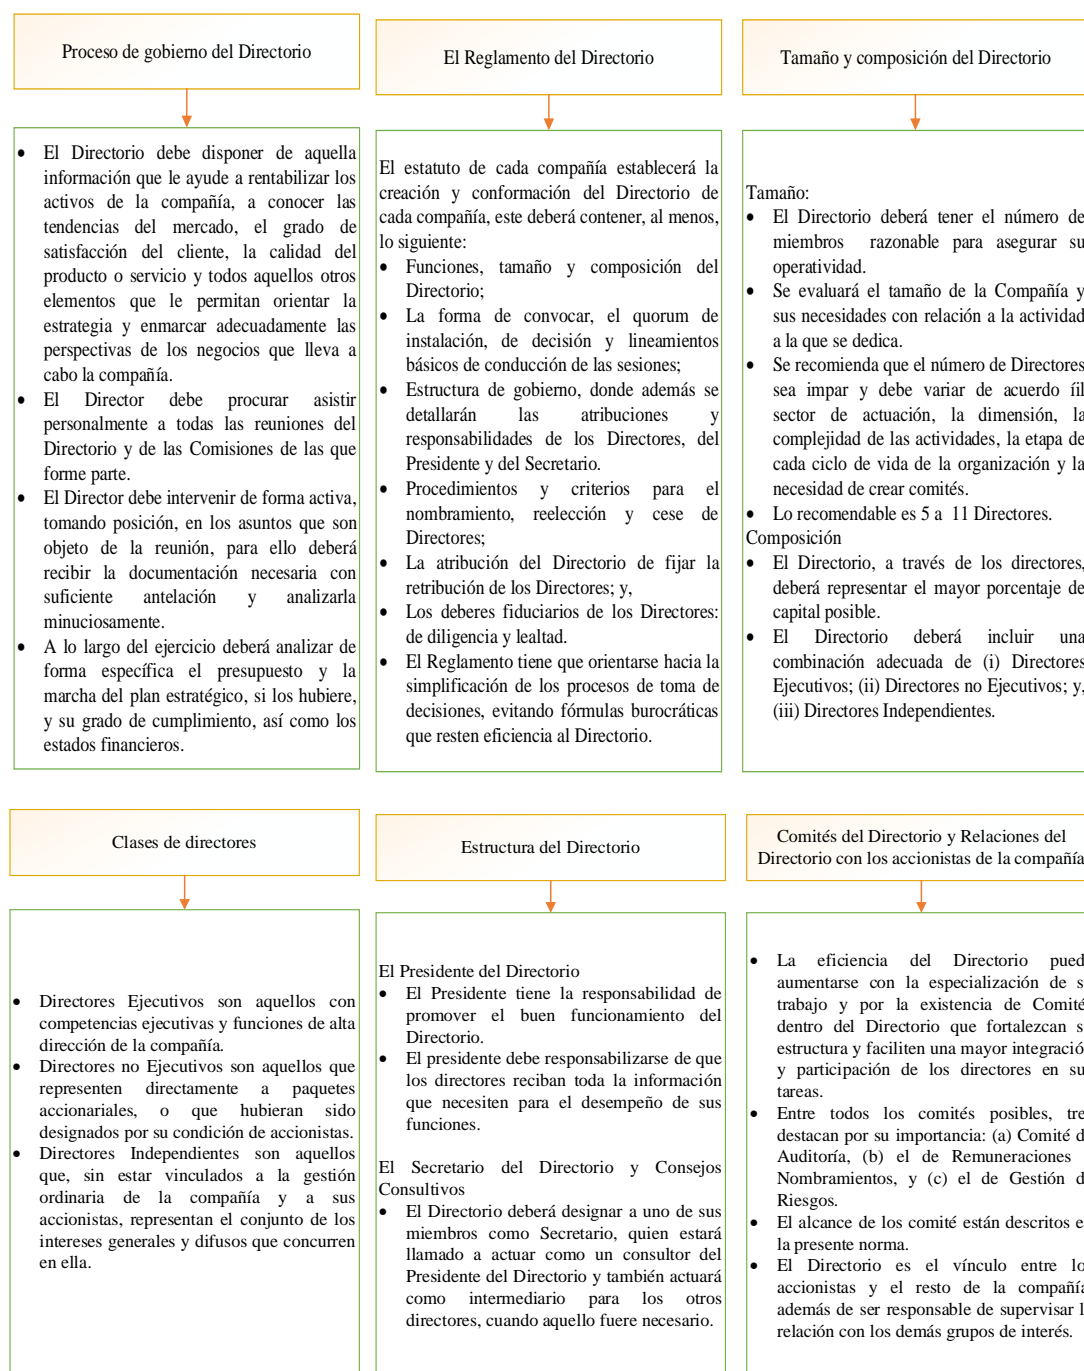 Proceso de gobierno del Directorio
• El Directorio debe disponer de aquella
información que le ayude a rentabilizar los
activos de la compañía, a conocer las
tendencias del mercado, el grado de
satisfacción del cliente, la calidad del
producto o servicio y todos aquellos otros
elementos que le permitan orientar la
estrategia y enmarcar adecuadamente las
perspectivas de los negocios que lleva a
cabo la compañía.
• El Director debe procurar asistir
personalmente a todas las reuniones del
Directorio y de las Comisiones de las que
forme parte.
• El Director debe intervenir de forma activa,
tomando posición, en los asuntos que son
objeto de la reunión, para ello deberá
recibir la documentación necesaria con
suficiente antelación y analizarla
minuciosamente.
• A lo largo del ejercicio deberá analizar de
forma específica el presupuesto y la
marcha del plan estratégico, si los hubiere,
y su grado de cumplimiento, así como los
estados financieros.
El Reglamento del Directorio
El estatuto de cada compañía establecerá la
creación y conformación del Directorio de
cada compañía, este deberá contener, al menos,
lo siguiente:
• Funciones, tamaño y composición del
Directorio;
• La forma de convocar, el quorum de
instalación, de decisión y lineamientos
básicos de conducción de las sesiones;
• Estructura de gobierno, donde además se
detallarán las atribuciones y
responsabilidades de los Directores, del
Presidente y del Secretario.
• Procedimientos y criterios para el
nombramiento, reelección y cese de
Directores;
• La atribución del Directorio de fijar la
retribución de los Directores; y,
• Los deberes fiduciarios de los Directores:
de diligencia y lealtad.
• El Reglamento tiene que orientarse hacia la
simplificación de los procesos de toma de
decisiones, evitando fórmulas burocráticas
que resten eficiencia al Directorio.
Tamaño y composición del Directorio
Tamaño:
• El Directorio deberá tener el número de
miembros razonable para asegurar su
operatividad.
• Se evaluará el tamaño de la Compañía y
sus necesidades con relación a la actividad
a la que se dedica.
• Se recomienda que el número de Directores
sea impar y debe variar de acuerdo íil
sector de actuación, la dimensión, la
complejidad de las actividades, la etapa de
cada ciclo de vida de la organización y la
necesidad de crear comités.
• Lo recomendable es 5 a 11 Directores.
Composición
• El Directorio, a través de los directores,
deberá representar el mayor porcentaje de
capital posible.
• El Directorio deberá incluir una
combinación adecuada de (i) Directores
Ejecutivos; (ii) Directores no Ejecutivos; y,
(iii) Directores Independientes.
Clases de directores
• Directores Ejecutivos son aquellos con
competencias ejecutivas y funciones de alta
dirección de la compañía.
• Directores no Ejecutivos son aquellos que
representen directamente a paquetes
accionariales, o que hubieran sido
designados por su condición de accionistas.
• Directores Independientes son aquellos
que, sin estar vinculados a la gestión
ordinaria de la compañía y a sus
accionistas, representan el conjunto de los
intereses generales y difusos que concurren
en ella.
Estructura del Directorio
El Presidente del Directorio
• El Presidente tiene la responsabilidad de
promover el buen funcionamiento del
Directorio.
• El presidente debe responsabilizarse de que
los directores reciban toda la información
que necesiten para el desempeño de sus
funciones.
El Secretario del Directorio y Consejos
Consultivos
• El Directorio deberá designar a uno de sus
miembros como Secretario, quien estará
llamado a actuar como un consultor del
Presidente del Directorio y también actuará
como intermediario para los otros
directores, cuando aquello fuere necesario.
Comités del Directorio y Relaciones del
Directorio con los accionistas de la compañía
• La eficiencia del Directorio pued
aumentarse con la especialización de s
trabajo y por la existencia de Comité
dentro del Directorio que fortalezcan s
estructura y faciliten una mayor integració
y participación de los directores en su
tareas.
• Entre todos los comités posibles, tre
destacan por su importancia: (a) Comité d
Auditoría, (b) el de Remuneraciones
Nombramientos, y (c) el de Gestión d
Riesgos.
• El alcance de los comité están descritos e
la presente norma.
• El Directorio es el vínculo entre lo
accionistas y el resto de la compañía
además de ser responsable de supervisar l
relación con los demás grupos de interés.